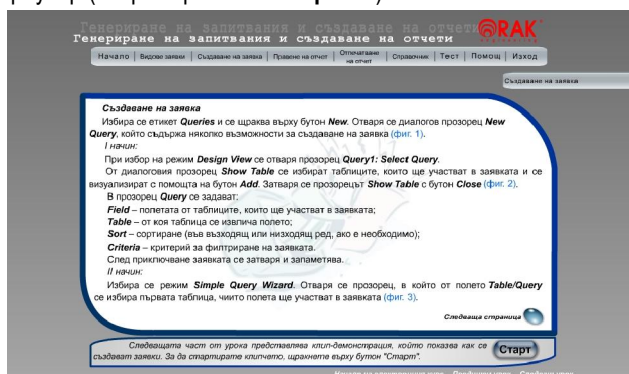 Генериране на запитвания и създаване на отчети
RAK
Начало | Видове заявки | Създаване на заявка | Правене на отчет | Отпечатване на отчет | Справочник | Тест | Помощ | Изход
Създаване на заявка
Създаване на заявка
Избира се етикет Queries и се щраква върху бутон New. Отваря се диалогов прозорец New
Query, който съдържа няколко възможности за създаване на заявка (фиг. 1).
I начин:
При избор на режим Design View се отваря прозорец Query1: Select Query.
От диалоговия прозорец Show Table се избират таблиците, които ще участват в заявката и се
визуализират с помощта на бутон Add. Затваря се прозорецът Show Table с бутон Close (фиг. 2).
В прозорец Query се задават:
Field – полетата от таблиците, които ще участват в заявката;
Table – от коя таблица се извлича полето;
Sort – сортиране (във възходящ или низходящ ред, ако е необходимо);
Criteria – критерий за филтриране на заявката.
След приключване заявката се затваря и запаметява.
II начин:
Избира се режим Simple Query Wizard. Отваря се прозорец, в който от полето Table/Query
се избира първата таблица, чиито полета ще участват в заявката (фиг. 3).
Следваща страница
Следващата част от урока представлява клип-демонстрация, който показва как се
създават заявки. За да стартирате клипчето, щракнете върху бутон "Старт".
Старт